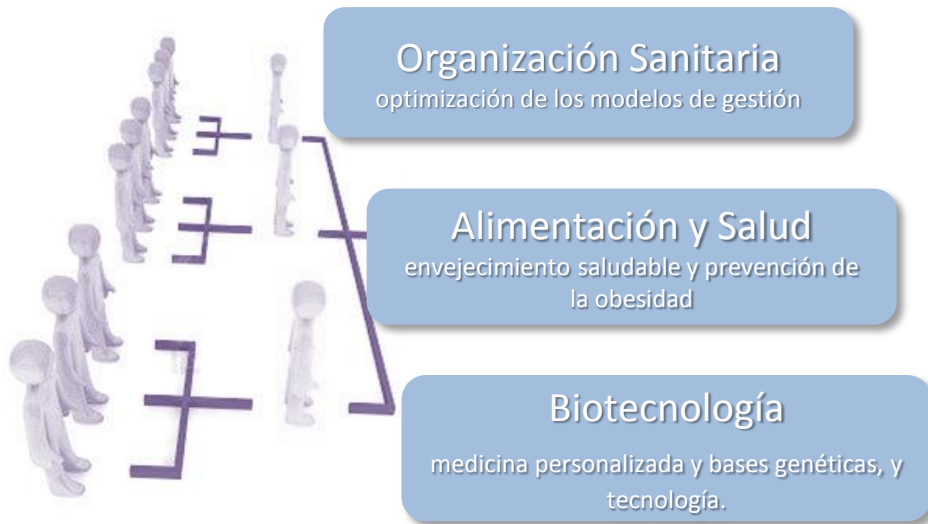 Organización Sanitaria
optimización de los modelos de gestión
Alimentación y Salud
envejecimiento saludable y prevención de
la obesidad
Biotecnología
medicina personalizada y bases genéticas, y
tecnología.